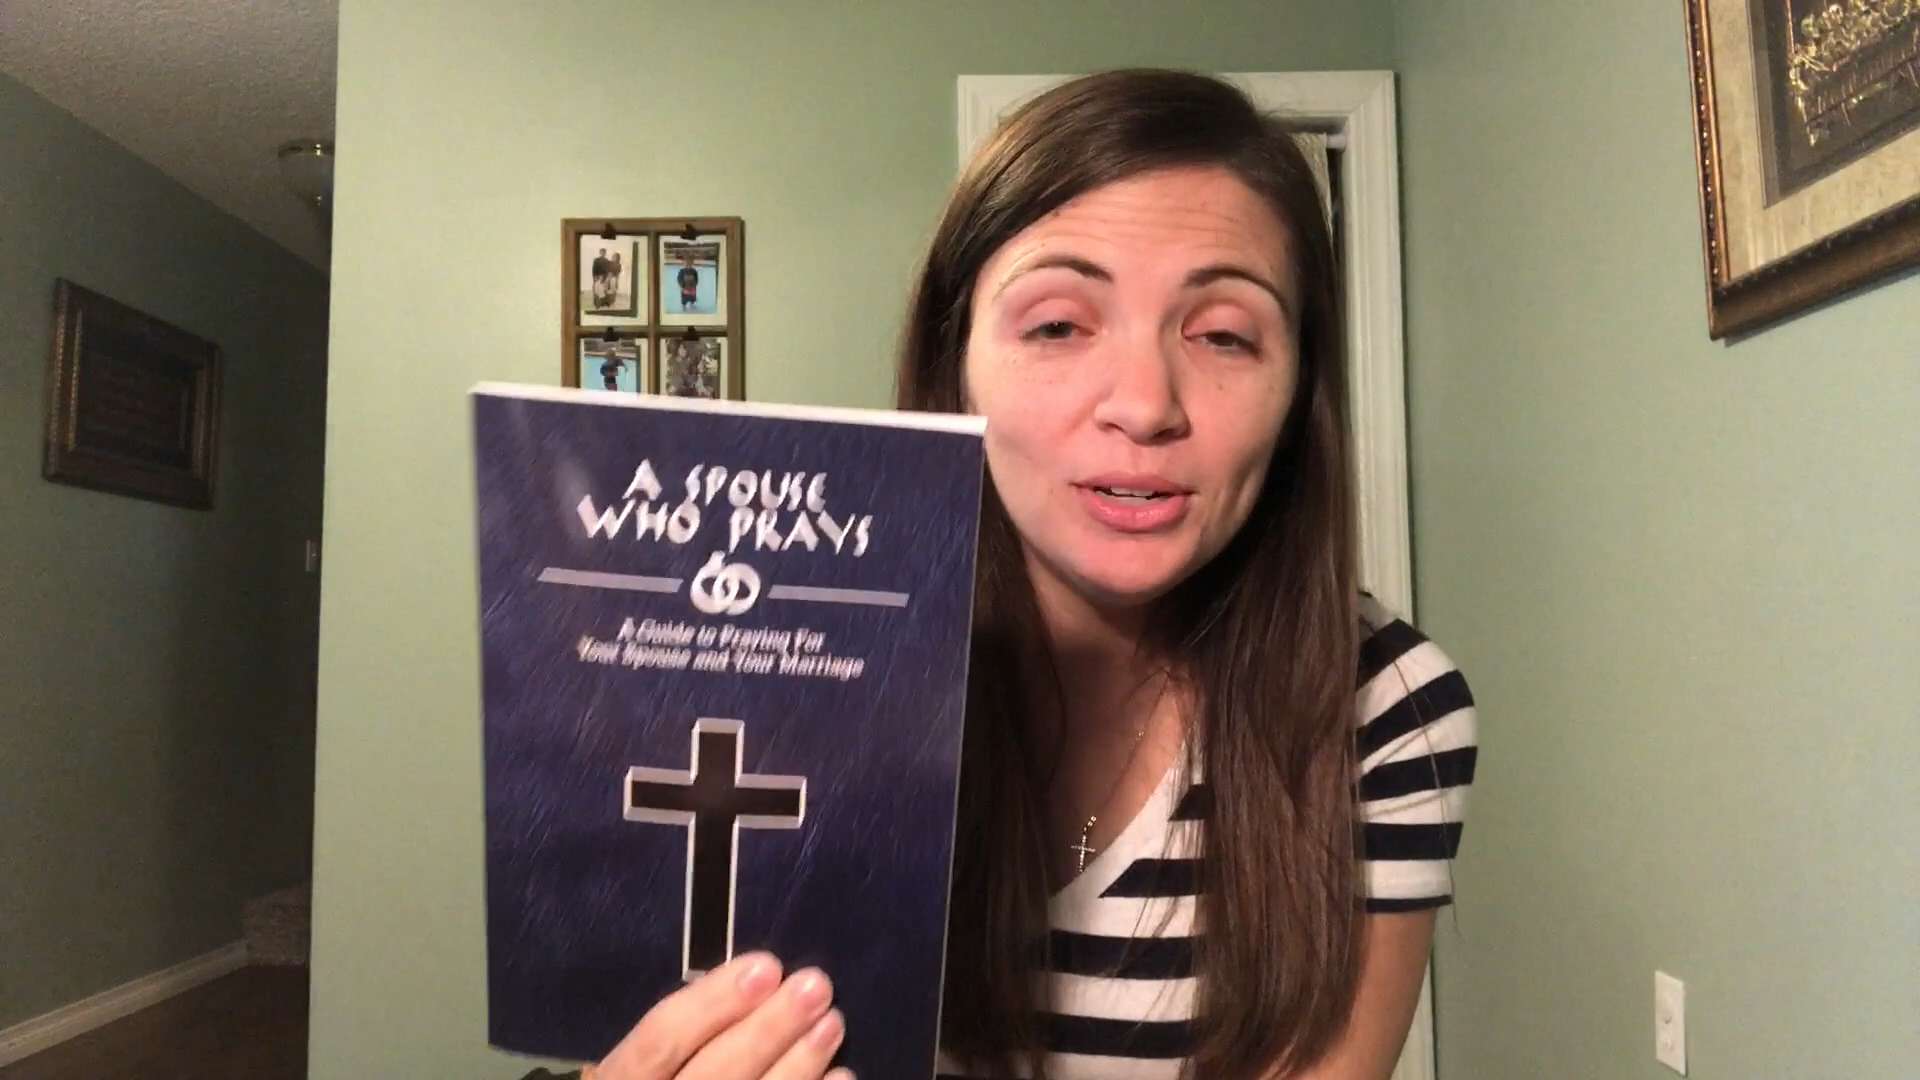 A SPOUSE
WHO PRAYS
A Guide to Praying For
Your Spouse and Your Marriage